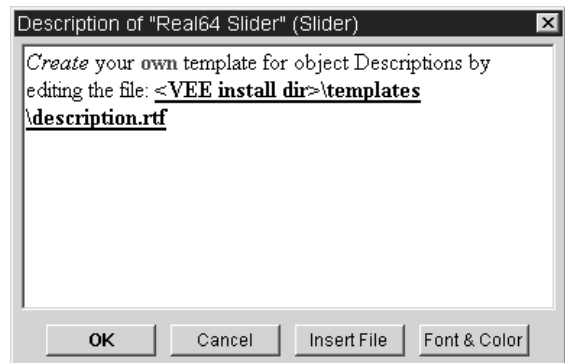 Description of "Real64 Slider" (Slider)
Create your own template for object Descriptions by
editing the file: <VEE install dir>\templates
\description.rtf
OK Cancel Insert File Font & Color